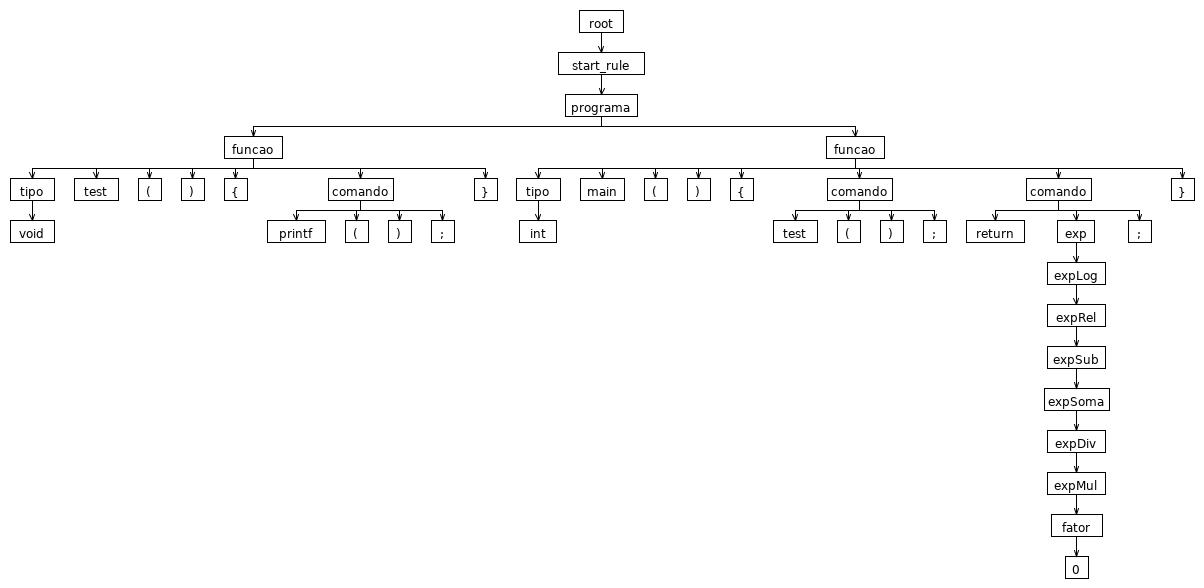 root
start_rule
programa
funcao funcao
tipo test ( ) { comando } tipo main ( ) { comando comando }
void printf ( ) ; int test ( ) ; return exp ;
expLog
expRel
expSub
expSoma
expDiv
expMul
fator
0